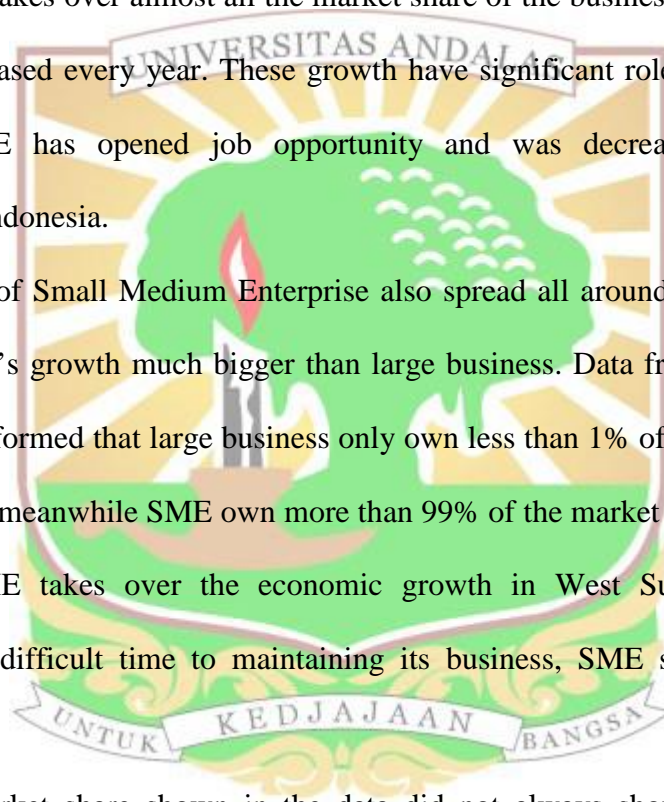 takes over almost all the market share of the busines
UNIVERSITAS ANDALAS
ased every year. These growth have significant role
E has opened job opportunity and was decrea
ndonesia.
of Small Medium Enterprise also spread all around
's growth much bigger than large business. Data fr
formed that large business only own less than 1% of
meanwhile SME own more than 99% of the market
E takes over the economic growth in West Su
difficult time to maintaining its business, SME s
UNTUK KEDJAJAAN BANGSA
rket share shown in the data did not always sho